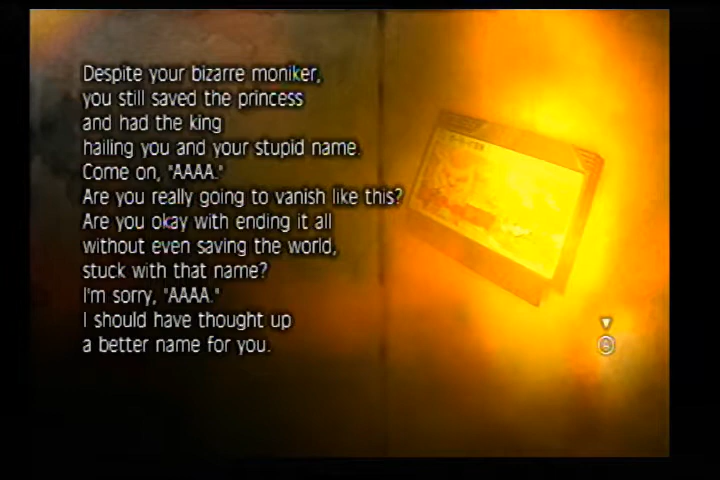 Despite your bizarre moniker,
you still saved the princess
and had the king
hailing you and your stupid name.
Come on, "AAAA."
Are you really going to vanish like this?
Are you okay with ending it all
without even saving the world,
stuck with that name?
I'm sorry, "AAAA."
I should have thought up
a better name for you.